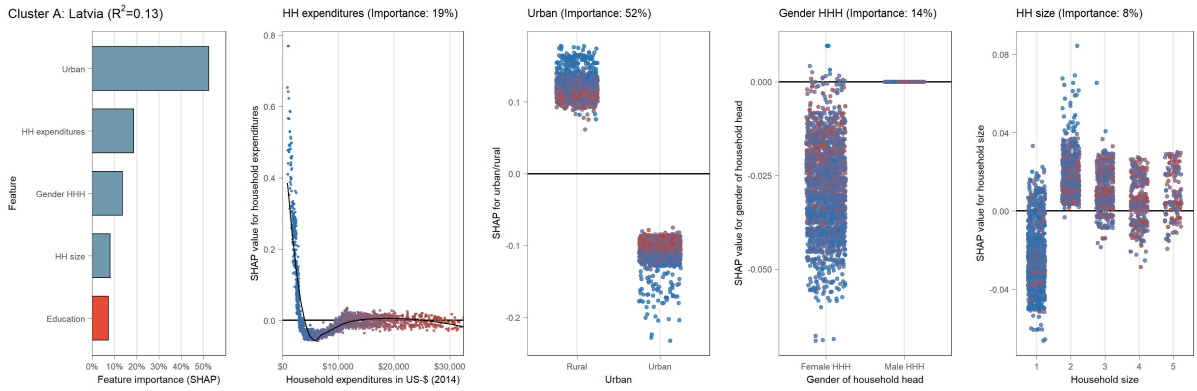 Cluster A: Latvia (R²=0.13)
Feature
Urban
HH expenditures
Gender HHH
HH size
Education
0% 10% 20% 30% 40% 50%
Feature importance (SHAP)
HH expenditures (Importance: 19%)
SHAP value for household expenditures
0.8
0.6
0.4
0.2
0.0
$0 $10,000 $20,000 $30,000
Household expenditures in US-$ (2014)
Urban (Importance: 52%)
SHAP for urban/rural
0.1
0.0
-0.1
-0.2
Rural Urban
Urban
Gender HHH (Importance: 14%)
SHAP value for gender of household head
0.000
-0.025
-0.050
Female HHH Male HHH
Gender of household head
HH size (Importance: 8%)
SHAP value for household size
0.08
0.04
0.00
-0.04
1 2 3 4 5
Household size